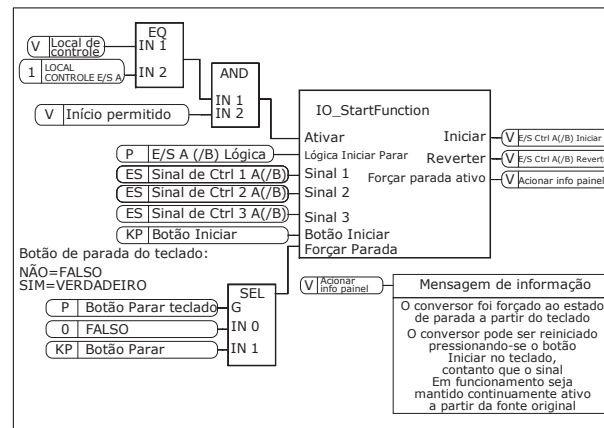 EQ
V Local de controle
IN 1
1 LOCAL CONTROLE E/S A
IN 2
AND
IN 1
V Início permitido
IN 2
IO_StartFunction
Ativar
Iniciar
V E/S Ctrl A(/B) Iniciar
P E/S A (/B) Lógica
Lógica Iniciar Parar
Reverter
V E/S Ctrl A(/B) Reverte
ES Sinal de Ctrl 1 A(/B)
Sinal 1
Forçar parada ativo
V Acionar info painel
ES Sinal de Ctrl 2 A(/B)
Sinal 2
ES Sinal de Ctrl 3 A(/B)
Sinal 3
KP Botão Iniciar
Botão Iniciar
Forçar Parada
Botão de parada do teclado:
NÃO=FALSO
SIM=VERDADEIRO
SEL
P Botão Parar teclado
G
0 FALSO
IN 0
KP Botão Parar
IN 1
V Acionar info painel
Mensagem de informação
O conversor foi forçado ao estado
de parada a partir do teclado
O conversor pode ser reiniciado
pressionando-se o botão
Iniciar no teclado,
contanto que o sinal
Em funcionamento seja
mantido continuamente ativo
a partir da fonte original